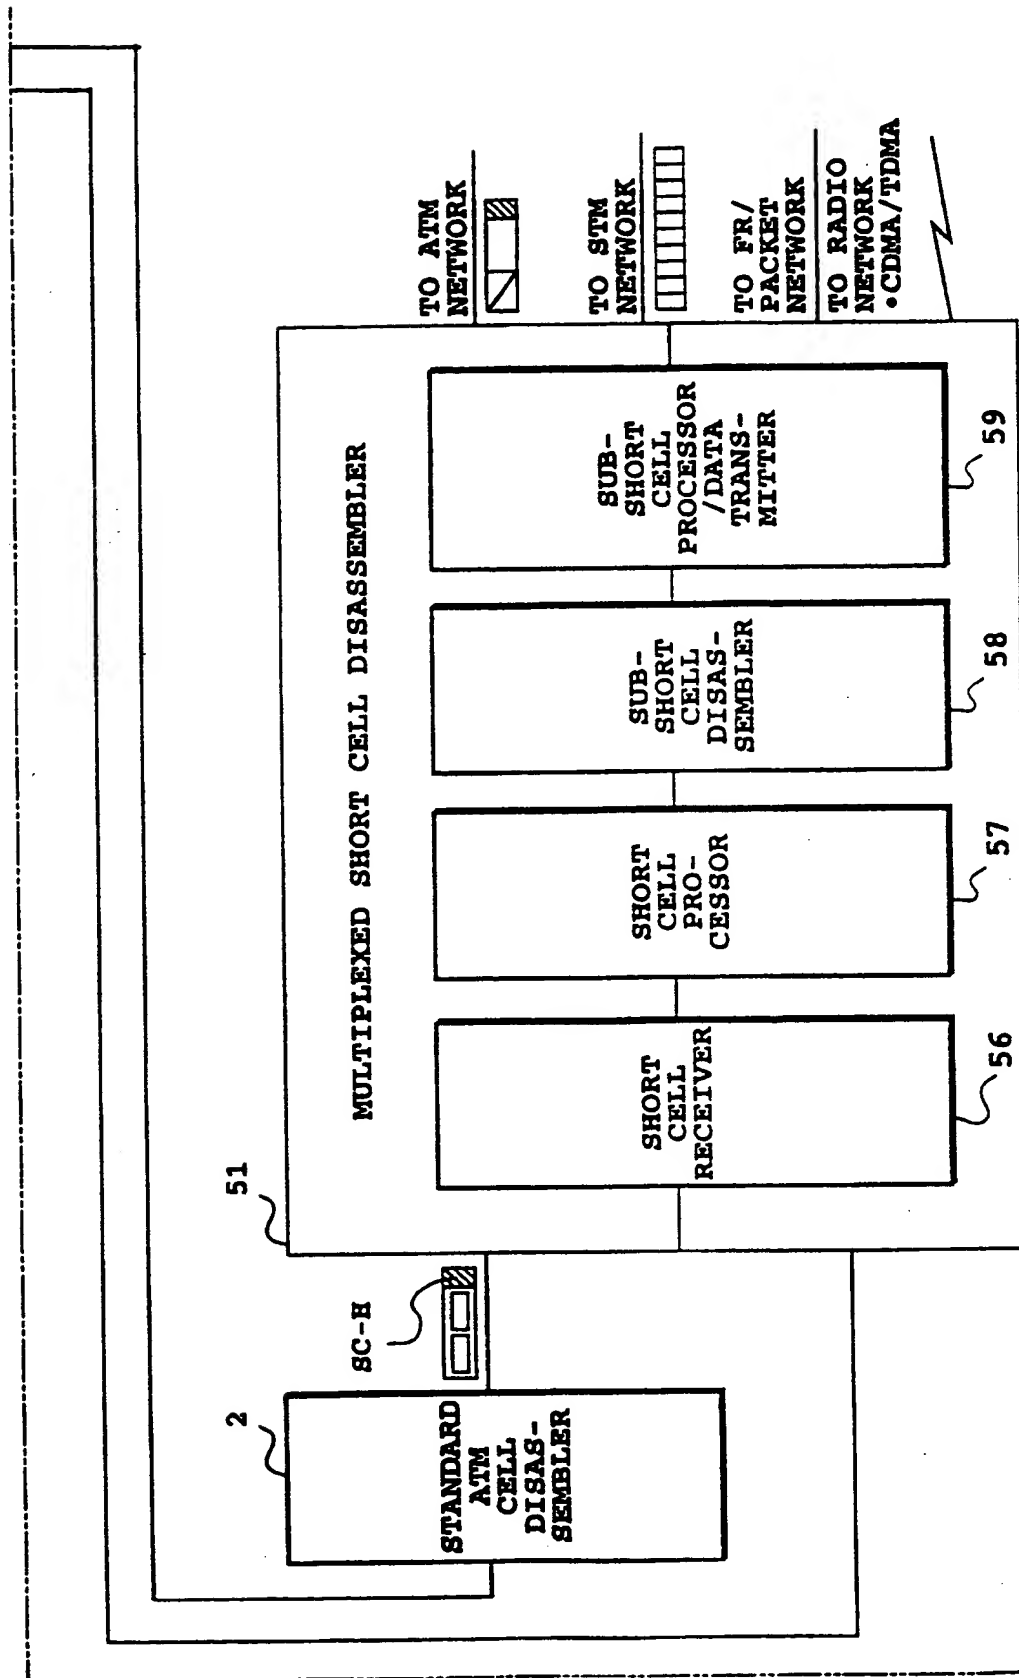 2
STANDARD
ATM
CELL
DISAS-
SEMBLER
SC-H
51
MULTIPLEXED SHORT CELL DISASSEMBLER
SHORT
CELL
RECEIVER
56
SHORT
CELL
PRO-
CESSOR
57
SUB-
SHORT
CELL
DISAS-
SEMBLER
58
SUB-
SHORT
CELL
PROCESSOR
/DATA
TRANS-
MITTER
59
TO ATM
NETWORK
TO STM
NETWORK
TO FR/
PACKET
NETWORK
TO RADIO
NETWORK
•CDMA/TDMA